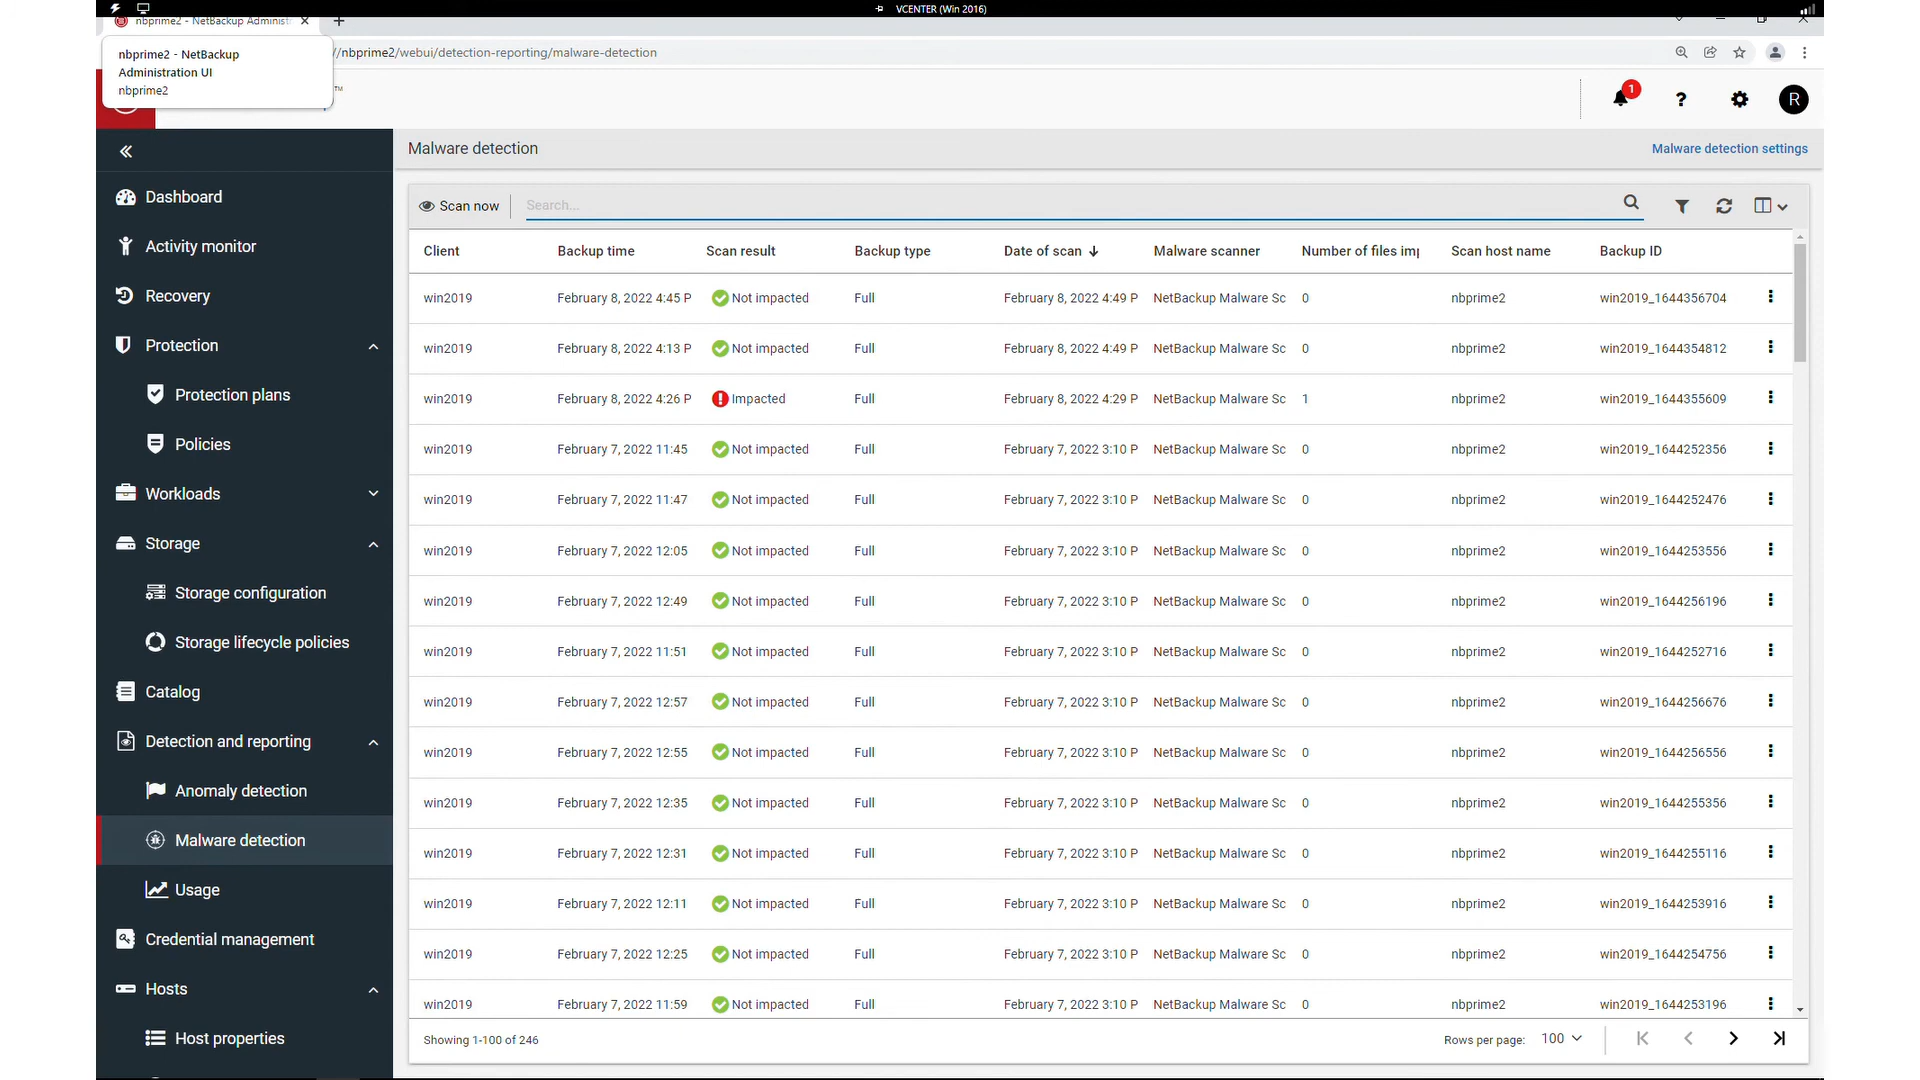 VCENTER (Win 2016)
nbprime2 - NetBackup Administ
nbprime2 - NetBackup
Administration UI
nbprime2
//nbprime2/webui/detection-reporting/malware-detection
™
1
?
R
Malware detection
Malware detection settings
Dashboard
Activity monitor
Recovery
Protection
Protection plans
Policies
Workloads
Storage
Storage configuration
Storage lifecycle policies
Catalog
Detection and reporting
Anomaly detection
Malware detection
Usage
Credential management
Hosts
Host properties
Scan now
Search...
Client Backup time Scan result Backup type Date of scan Malware scanner Number of files imp Scan host name Backup ID
win2019 February 8, 2022 4:45 P Not impacted Full February 8, 2022 4:49 P NetBackup Malware Sc 0 nbprime2 win2019_1644356704
win2019 February 8, 2022 4:13 P Not impacted Full February 8, 2022 4:49 P NetBackup Malware Sc 0 nbprime2 win2019_1644354812
win2019 February 8, 2022 4:26 P Impacted Full February 8, 2022 4:29 P NetBackup Malware Sc 1 nbprime2 win2019_1644355609
win2019 February 7, 2022 11:45 Not impacted Full February 7, 2022 3:10 P NetBackup Malware Sc 0 nbprime2 win2019_1644252356
win2019 February 7, 2022 11:47 Not impacted Full February 7, 2022 3:10 P NetBackup Malware Sc 0 nbprime2 win2019_1644252476
win2019 February 7, 2022 12:05 Not impacted Full February 7, 2022 3:10 P NetBackup Malware Sc 0 nbprime2 win2019_1644253556
win2019 February 7, 2022 12:49 Not impacted Full February 7, 2022 3:10 P NetBackup Malware Sc 0 nbprime2 win2019_1644256196
win2019 February 7, 2022 11:51 Not impacted Full February 7, 2022 3:10 P NetBackup Malware Sc 0 nbprime2 win2019_1644252716
win2019 February 7, 2022 12:57 Not impacted Full February 7, 2022 3:10 P NetBackup Malware Sc 0 nbprime2 win2019_1644256676
win2019 February 7, 2022 12:55 Not impacted Full February 7, 2022 3:10 P NetBackup Malware Sc 0 nbprime2 win2019_1644256556
win2019 February 7, 2022 12:35 Not impacted Full February 7, 2022 3:10 P NetBackup Malware Sc 0 nbprime2 win2019_1644255356
win2019 February 7, 2022 12:31 Not impacted Full February 7, 2022 3:10 P NetBackup Malware Sc 0 nbprime2 win2019_1644255116
win2019 February 7, 2022 12:11 Not impacted Full February 7, 2022 3:10 P NetBackup Malware Sc 0 nbprime2 win2019_1644253916
win2019 February 7, 2022 12:25 Not impacted Full February 7, 2022 3:10 P NetBackup Malware Sc 0 nbprime2 win2019_1644254756
win2019 February 7, 2022 11:59 Not impacted Full February 7, 2022 3:10 P NetBackup Malware Sc 0 nbprime2 win2019_1644253196
Showing 1-100 of 246
Rows per page: 100